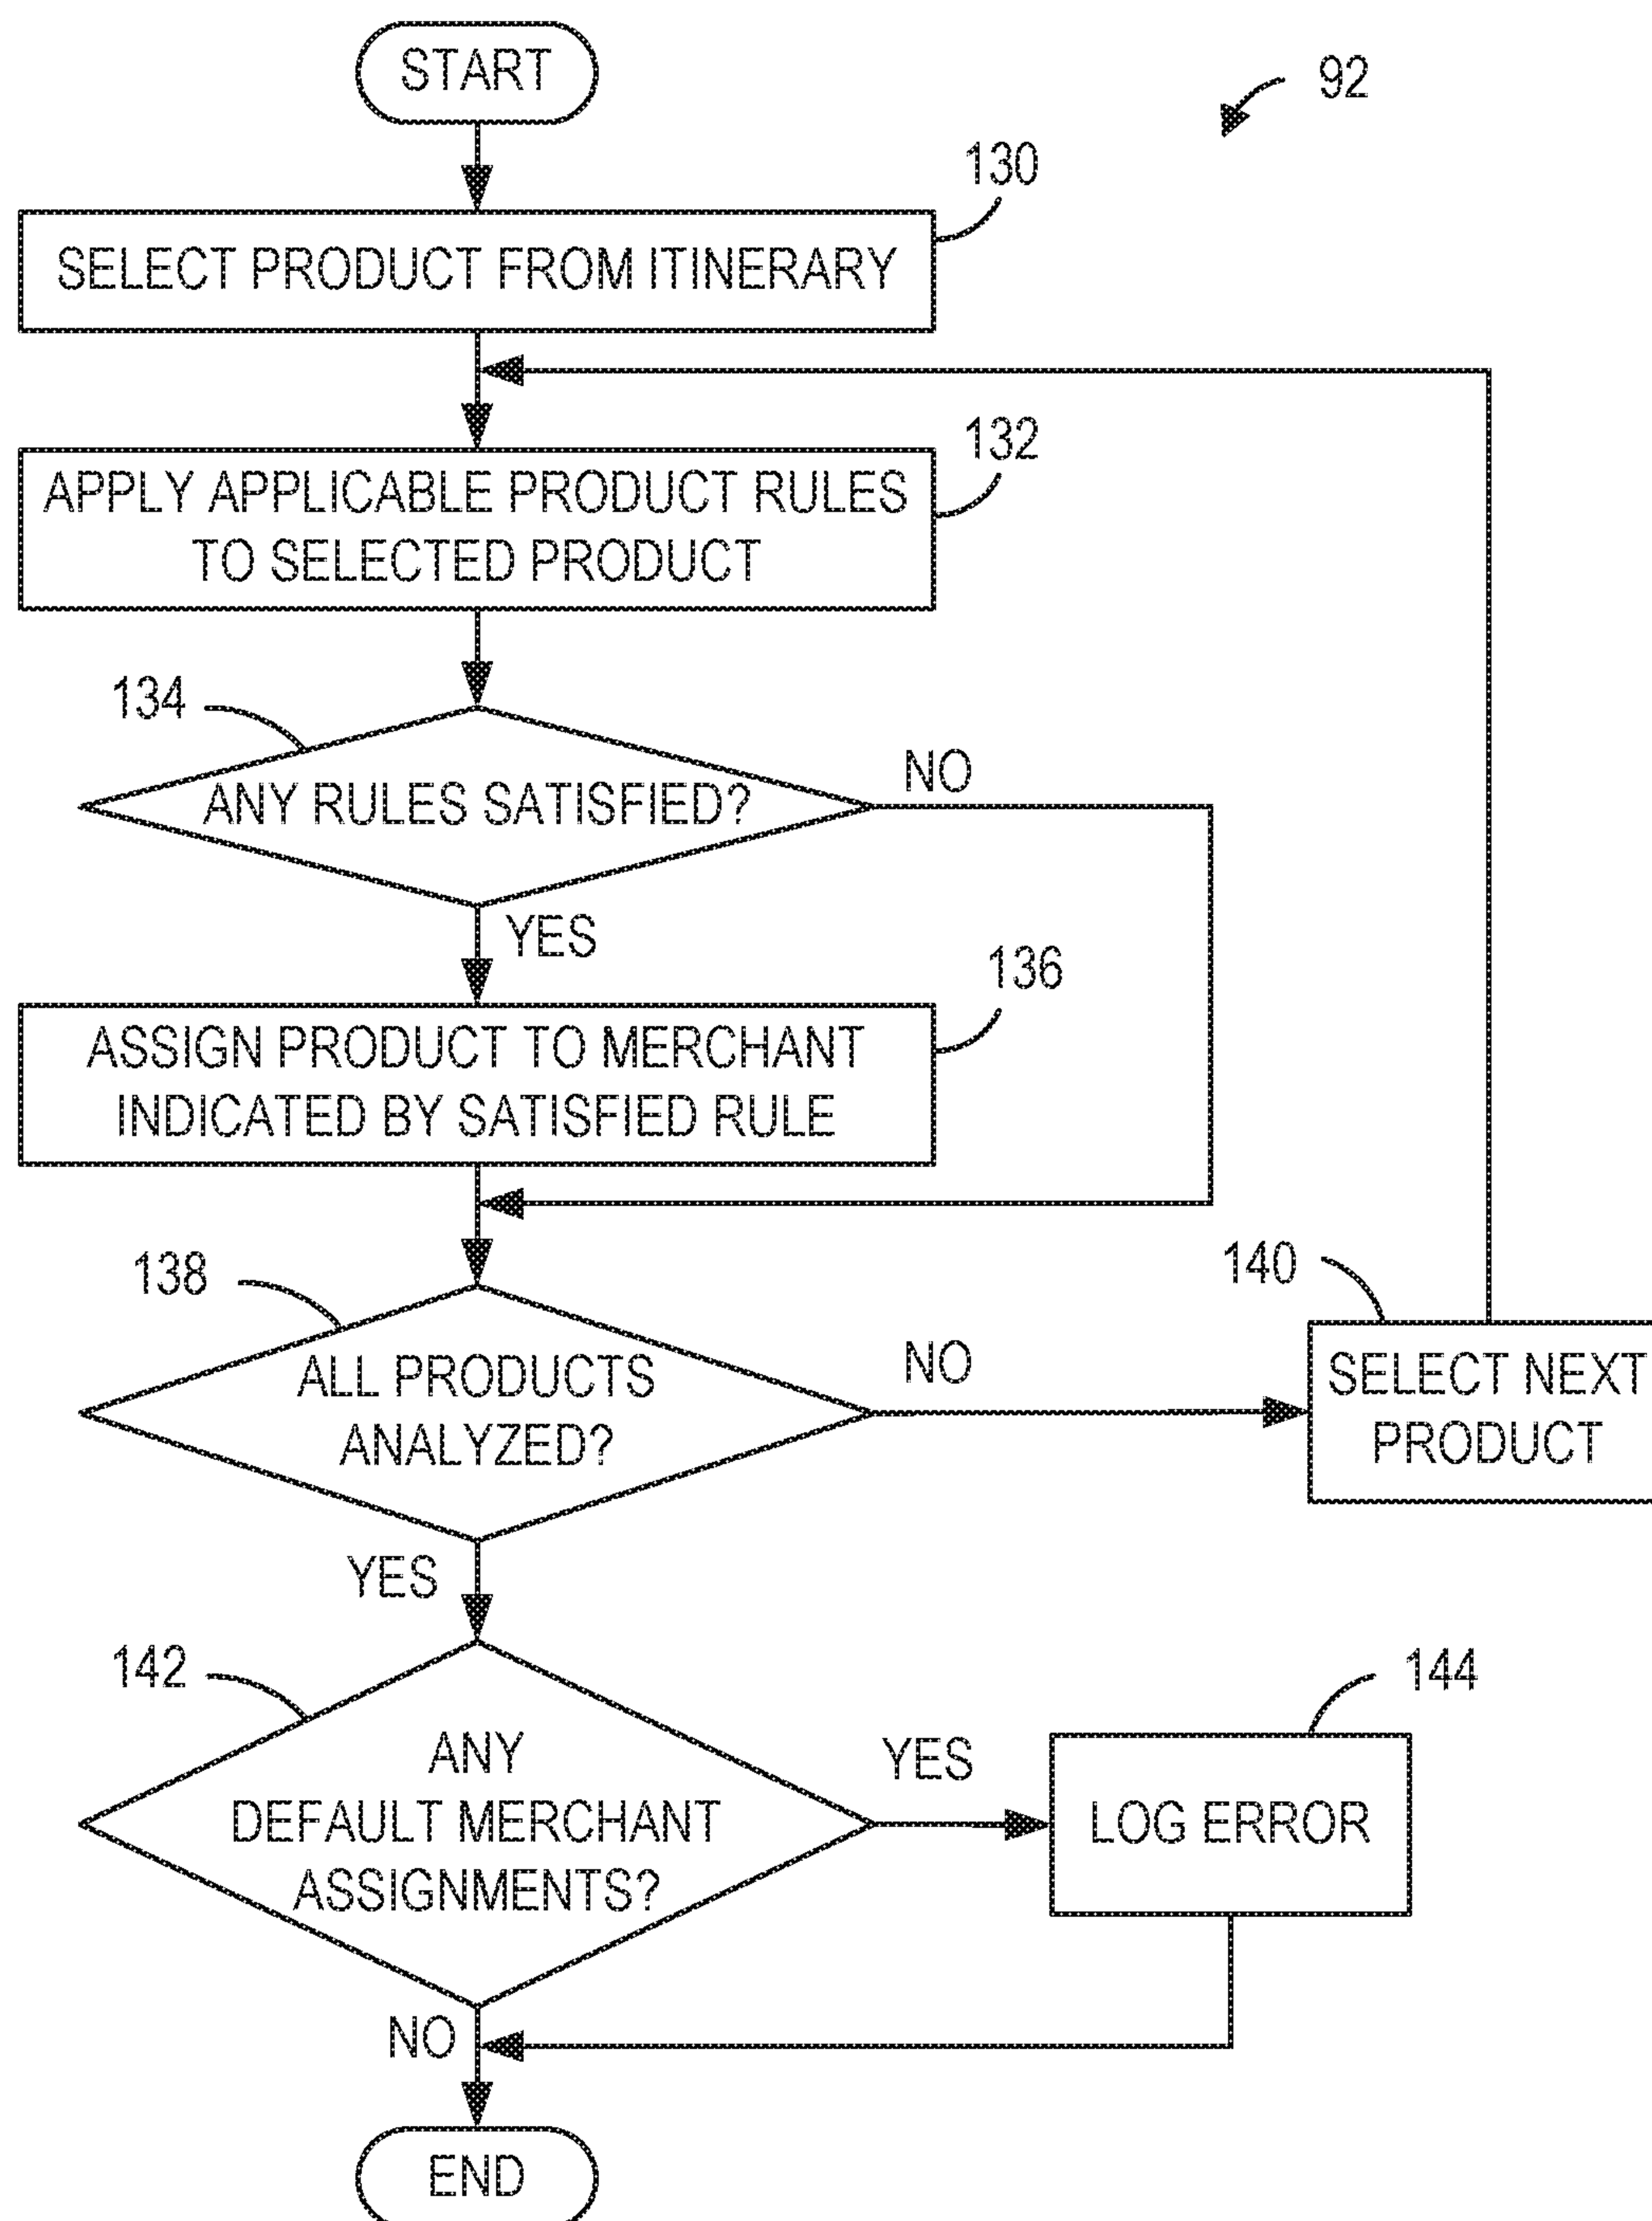 START
92
130
SELECT PRODUCT FROM ITINERARY
132
APPLY APPLICABLE PRODUCT RULES
TO SELECTED PRODUCT
134
ANY RULES SATISFIED?
NO
YES
136
ASSIGN PRODUCT TO MERCHANT
INDICATED BY SATISFIED RULE
138
ALL PRODUCTS
ANALYZED?
NO
140
SELECT NEXT
PRODUCT
YES
142
ANY
DEFAULT MERCHANT
ASSIGNMENTS?
YES
144
LOG ERROR
NO
END